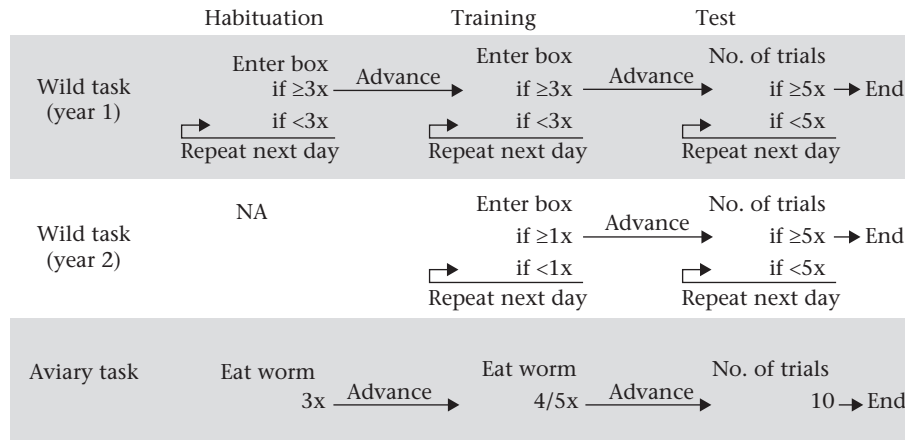 Habituation Training Test
Wild task
(year 1)
Enter box
if ≥3x Advance
if <3x
Repeat next day
Enter box
if ≥3x Advance
if <3x
Repeat next day
No. of trials
if ≥5x End
if <5x
Repeat next day
Wild task
(year 2)
NA
Enter box
if ≥1x Advance
if <1x
Repeat next day
No. of trials
if ≥5x End
if <5x
Repeat next day
Aviary task
Eat worm
3x Advance
Eat worm
4/5x Advance
No. of trials
10 End